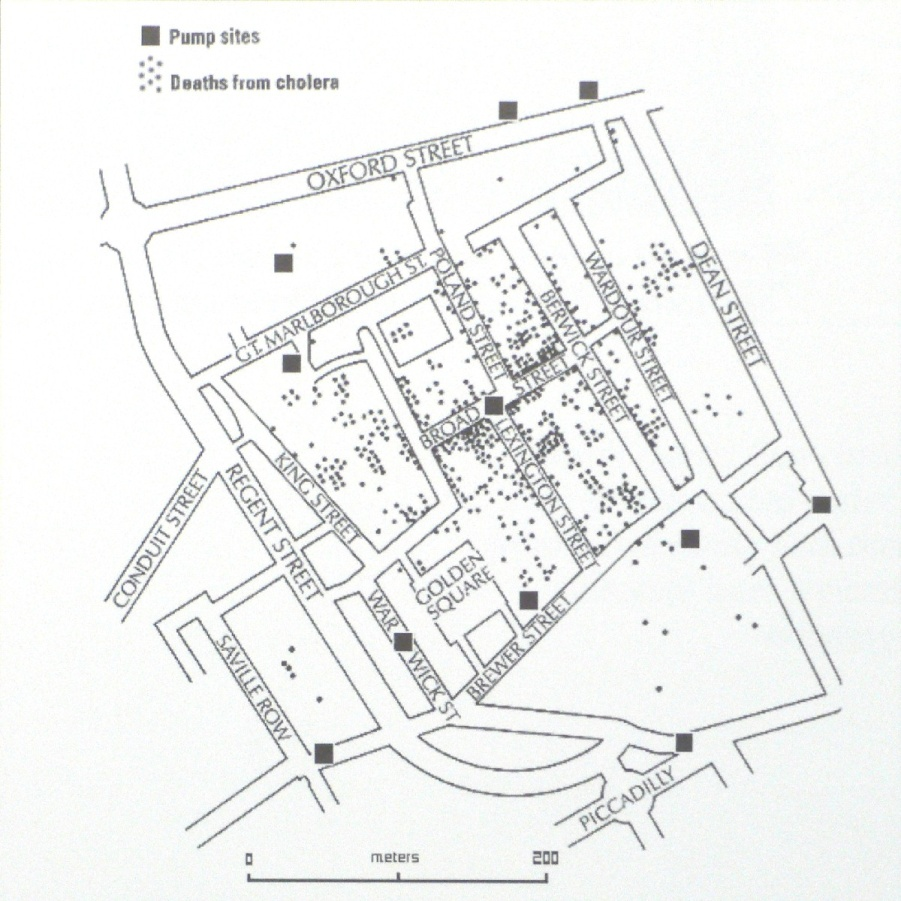 Pump sites
Deaths from cholera
OXFORD STREET
GT. MARLBOROUGH ST.
POLAND STREET
BERWICK STREET
WARDOUR STREET
DEAN STREET
BROAD STREET
LEXINGTON STREET
KING STREET
REGENT STREET
CONDUIT STREET
GOLDEN
SQUARE
WARWICK ST
BREWER STREET
SAVILLE ROW
PICCADILLY
0 meters 200